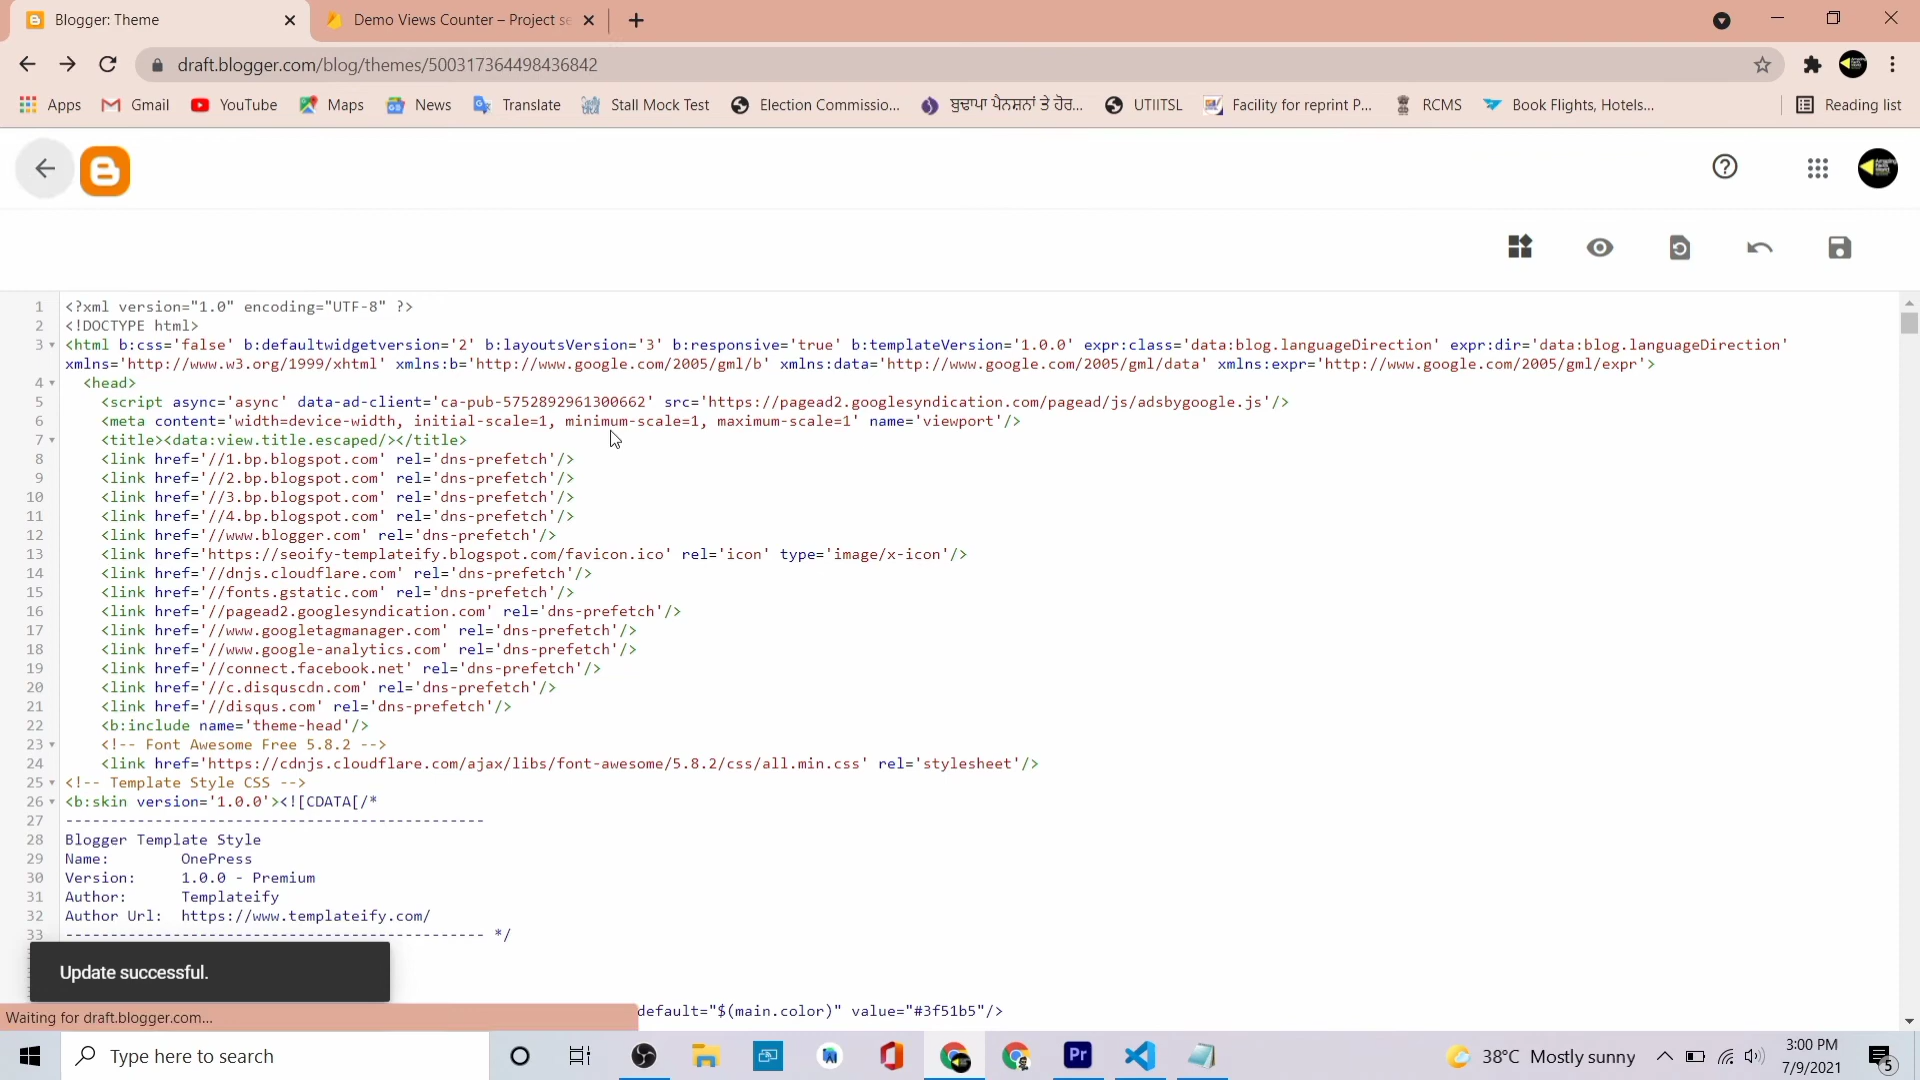 Blogger: Theme
Demo Views Counter – Project se
draft.blogger.com/blog/themes/500317364498436842
Apps
Gmail
YouTube
Maps
News
Translate
Stall Mock Test
Election Commissio...
ਬੁਢਾਪਾ ਪੈਨਸ਼ਨਾਂ ਤੇ ਹੋਰ...
UTIITSL
Facility for reprint P...
RCMS
Book Flights, Hotels...
Reading list
1 <?xml version="1.0" encoding="UTF-8" ?>
2 <!DOCTYPE html>
3 <html b:css='false' b:defaultwidgetversion='2' b:layoutsVersion='3' b:responsive='true' b:templateVersion='1.0.0' expr:class='data:blog.languageDirection' expr:dir='data:blog.languageDirection'
xmlns='http://www.w3.org/1999/xhtml' xmlns:b='http://www.google.com/2005/gml/b' xmlns:data='http://www.google.com/2005/gml/data' xmlns:expr='http://www.google.com/2005/gml/expr'>
4 <head>
5 <script async='async' data-ad-client='ca-pub-5752892961300662' src='https://pagead2.googlesyndication.com/pagead/js/adsbygoogle.js'/>
6 <meta content='width=device-width, initial-scale=1, minimum-scale=1, maximum-scale=1' name='viewport'/>
7 <title><data:view.title.escaped/></title>
8 <link href='//1.bp.blogspot.com' rel='dns-prefetch'/>
9 <link href='//2.bp.blogspot.com' rel='dns-prefetch'/>
10 <link href='//3.bp.blogspot.com' rel='dns-prefetch'/>
11 <link href='//4.bp.blogspot.com' rel='dns-prefetch'/>
12 <link href='//www.blogger.com' rel='dns-prefetch'/>
13 <link href='https://seoify-templateify.blogspot.com/favicon.ico' rel='icon' type='image/x-icon'/>
14 <link href='//dnjs.cloudflare.com' rel='dns-prefetch'/>
15 <link href='//fonts.gstatic.com' rel='dns-prefetch'/>
16 <link href='//pagead2.googlesyndication.com' rel='dns-prefetch'/>
17 <link href='//www.googletagmanager.com' rel='dns-prefetch'/>
18 <link href='//www.google-analytics.com' rel='dns-prefetch'/>
19 <link href='//connect.facebook.net' rel='dns-prefetch'/>
20 <link href='//c.disquscdn.com' rel='dns-prefetch'/>
21 <link href='//disqus.com' rel='dns-prefetch'/>
22 <b:include name='theme-head'/>
23 <!-- Font Awesome Free 5.8.2 -->
24 <link href='https://cdnjs.cloudflare.com/ajax/libs/font-awesome/5.8.2/css/all.min.css' rel='stylesheet'/>
25 <!-- Template Style CSS -->
26 <b:skin version='1.0.0'><![CDATA[/*
27 -----------------------------------------------
28 Blogger Template Style
29 Name: OnePress
30 Version: 1.0.0 - Premium
31 Author: Templateify
32 Author Url: https://www.templateify.com/
33 ----------------------------------------------- */
Update successful.
default="$(main.color)" value="#3f51b5"/>
Waiting for draft.blogger.com...
Type here to search
Pr
38°C Mostly sunny
3:00 PM
7/9/2021
5